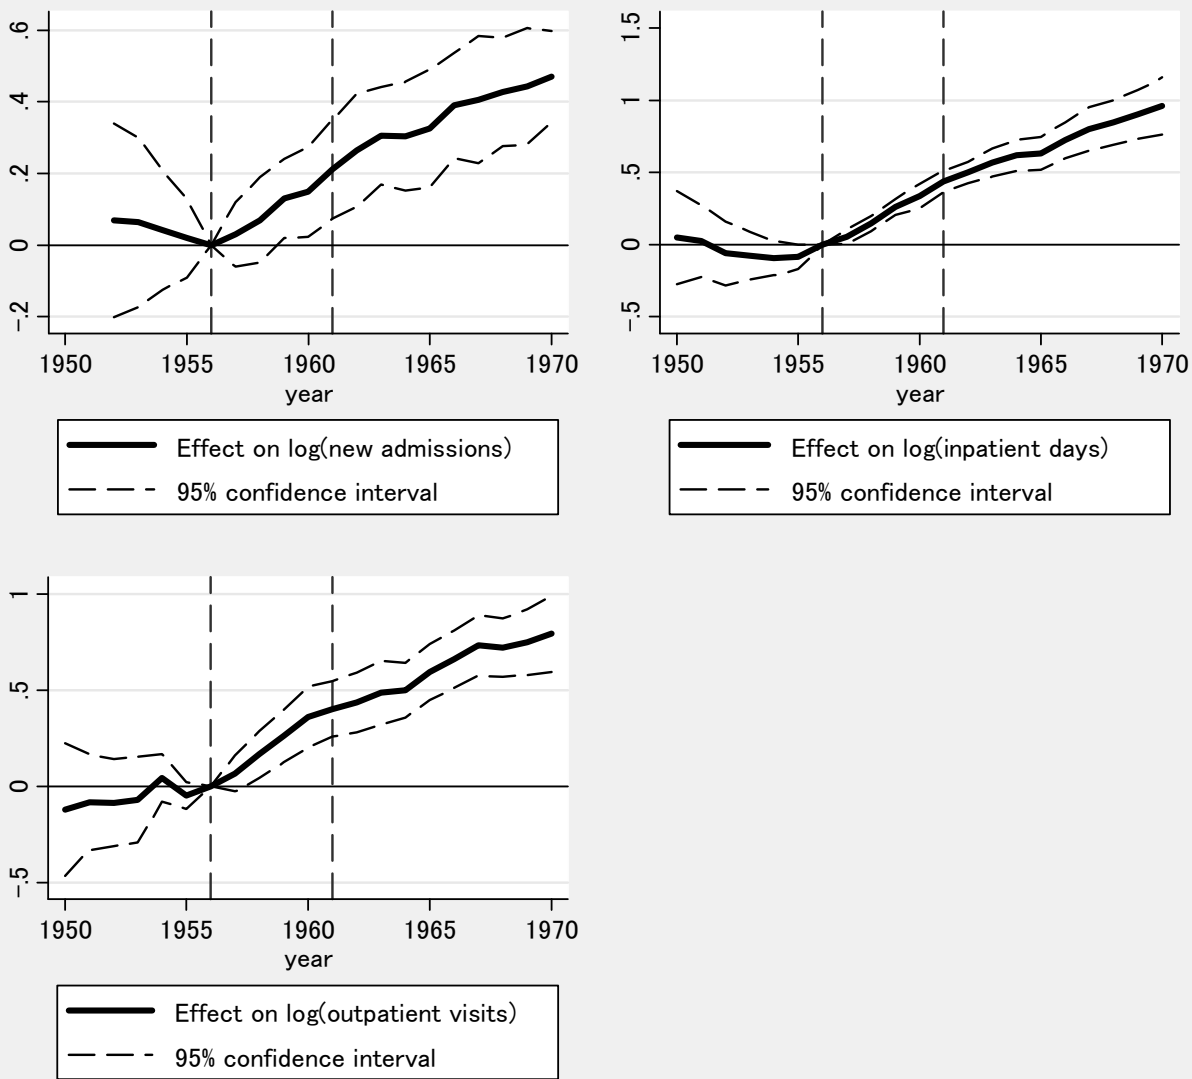 .6
.4
.2
0
-.2
1950 1955 1960 1965 1970
year
Effect on log(new admissions)
95% confidence interval
1.5
1
.5
0
-.5
1950 1955 1960 1965 1970
year
Effect on log(inpatient days)
95% confidence interval
1
.5
0
-.5
1950 1955 1960 1965 1970
year
Effect on log(outpatient visits)
95% confidence interval